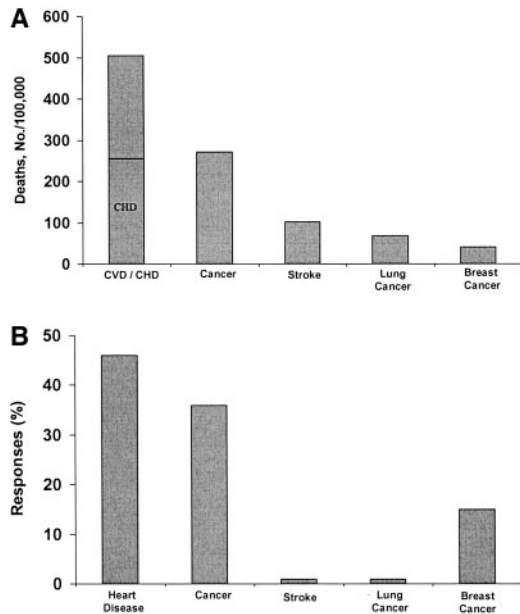 A
600
500
400
300
200
100
0
Deaths, No./100,000
CHD
CVD / CHD
Cancer
Stroke
Lung
Cancer
Breast
Cancer
B
50
40
30
20
10
0
Responses (%)
Heart
Disease
Cancer
Stroke
Lung
Cancer
Breast
Cancer